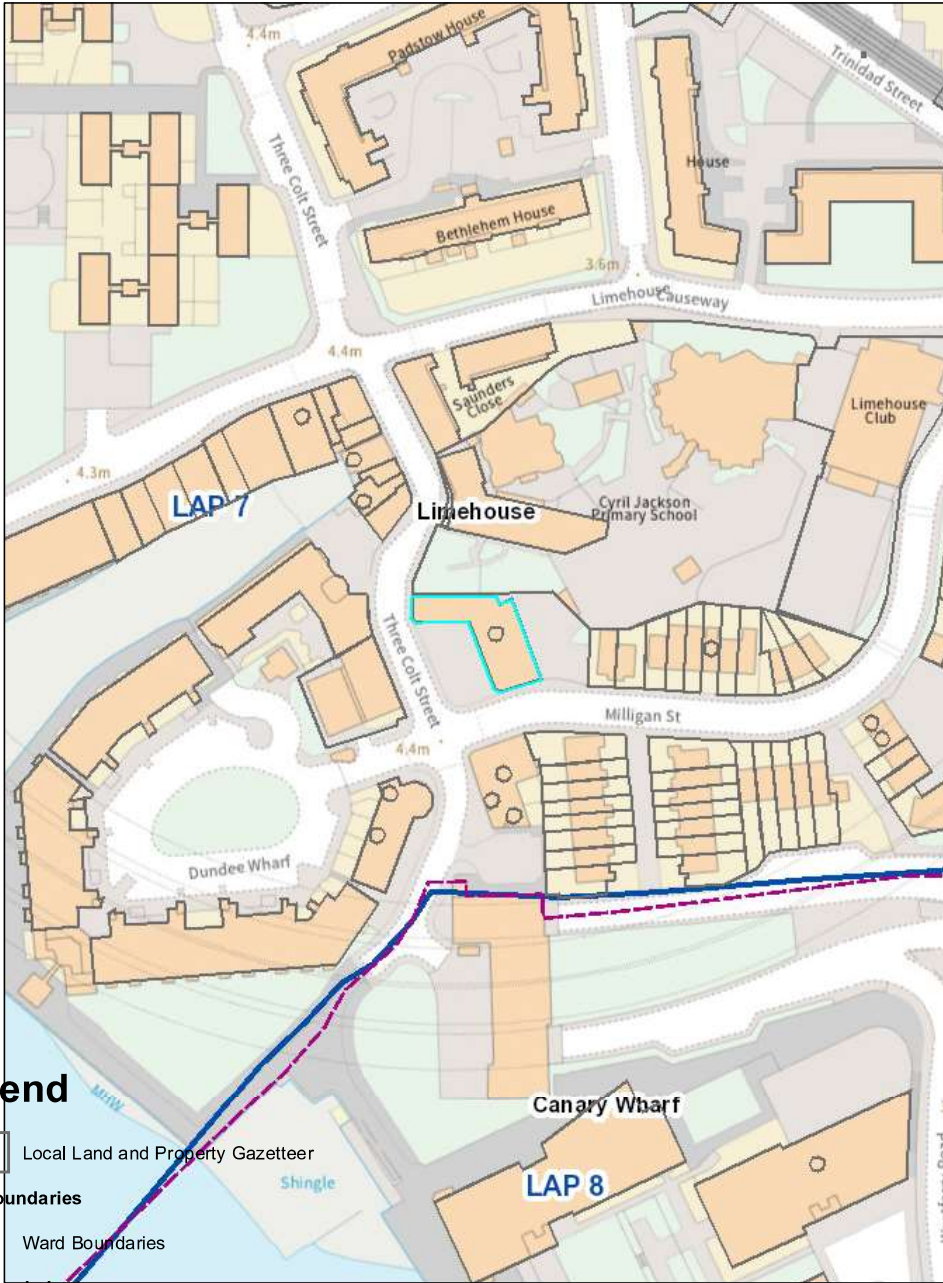 4.4m
Padstow House
Trinidad Street
Three Colt Street
House
Bethlehem House
3.6m
Limehouse Causeway
4.4m
Saunders
Close
Limehouse
Club
4.3m
LAP 7
Limehouse
Cyril Jackson
Primary School
Three Colt Street
Milligan St
4.4m
Dundee Wharf
end
MHW
Canary Wharf
Local Land and Property Gazetteer
Shingle
LAP 8
oundaries
Ward Boundaries